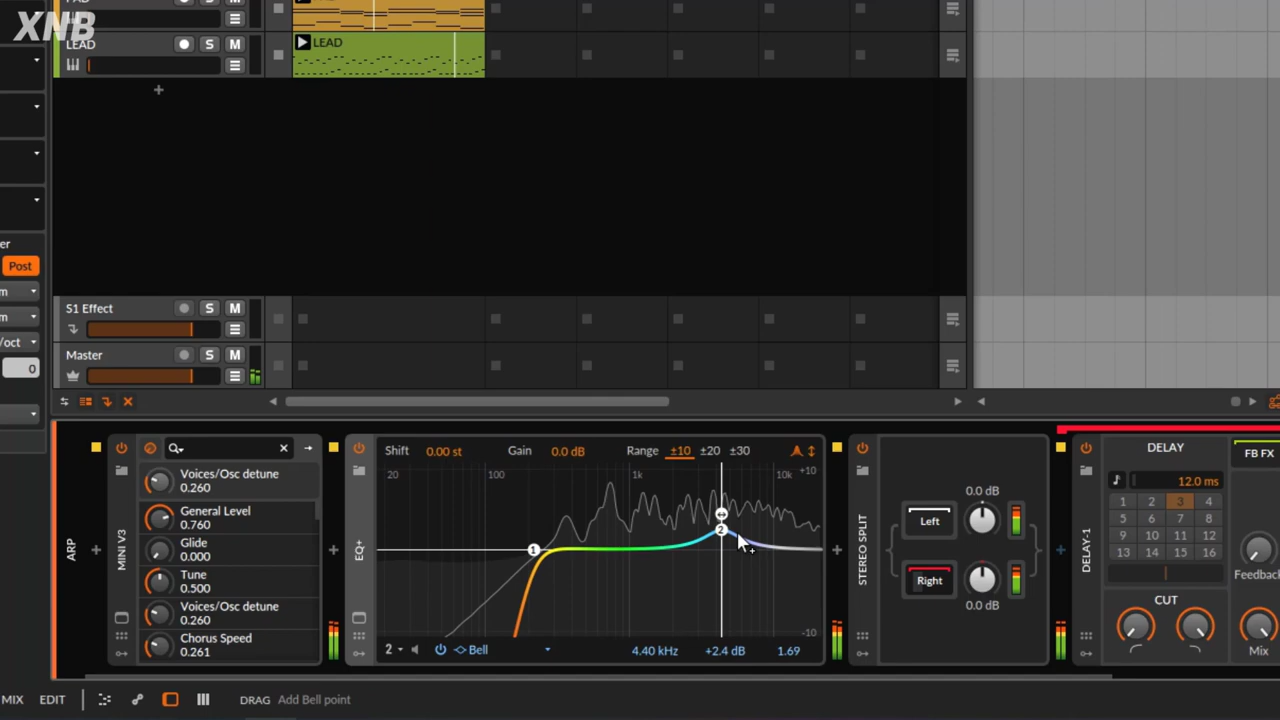 XNB
LEAD
S
M
LEAD
er
Post
m
m
/oct
0
S1 Effect
S
M
Master
S
M
ARP
MINI V3
Voices/Osc detune
0.260
General Level
0.760
Glide
0.000
Tune
0.500
Voices/Osc detune
0.260
Chorus Speed
0.261
EQ+
Shift
0.00 st
Gain
0.0 dB
Range
±10
±20
±30
20
100
1k
10k
+10
1
2
-10
2
Bell
4.40 kHz
+2.4 dB
1.69
STEREO SPLIT
0.0 dB
Left
Right
0.0 dB
DELAY-1
DELAY
FB FX
12.0 ms
1 2 3 4
5 6 7 8
9 10 11 12
13 14 15 16
Feedback
CUT
Mix
MIX
EDIT
DRAG
Add Bell point